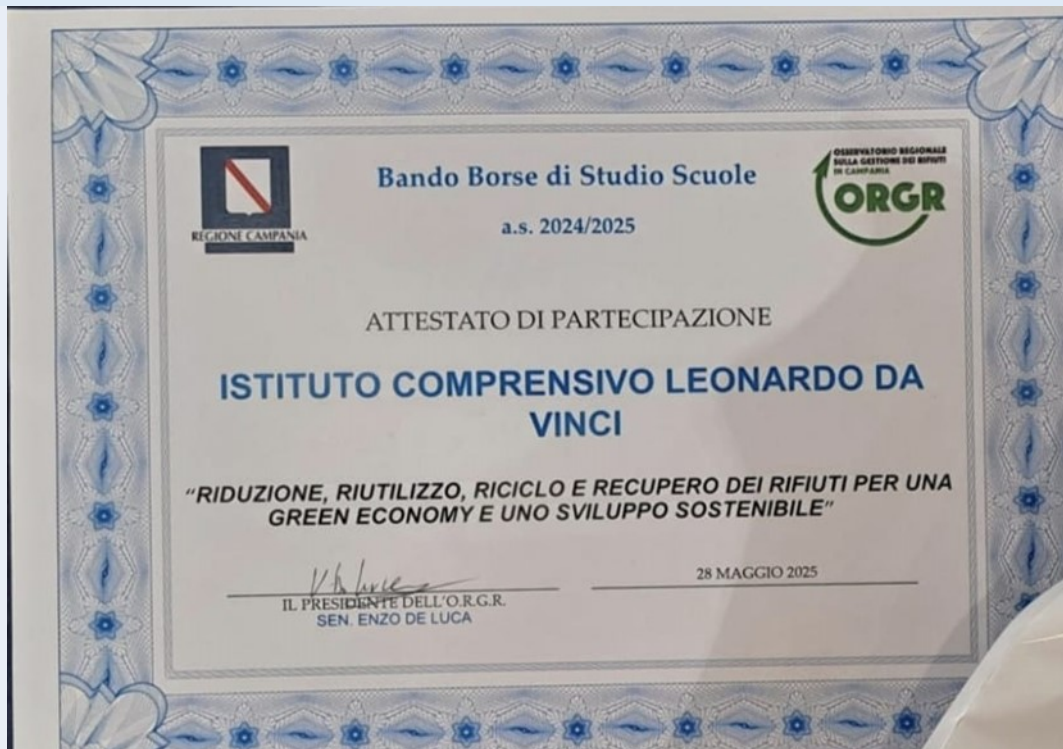 REGIONE CAMPANIA
Bando Borse di Studio Scuole
a.s. 2024/2025
OSSERVATORIO REGIONALE
SULLA GESTIONE DEI RIFIUTI
IN CAMPANIA
ORGR
ATTESTATO DI PARTECIPAZIONE
ISTITUTO COMPRENSIVO LEONARDO DA
VINCI
“RIDUZIONE, RIUTILIZZO, RICICLO E RECUPERO DEI RIFIUTI PER UNA
GREEN ECONOMY E UNO SVILUPPO SOSTENIBILE”
IL PRESIDENTE DELL'O.R.G.R.
SEN. ENZO DE LUCA
28 MAGGIO 2025